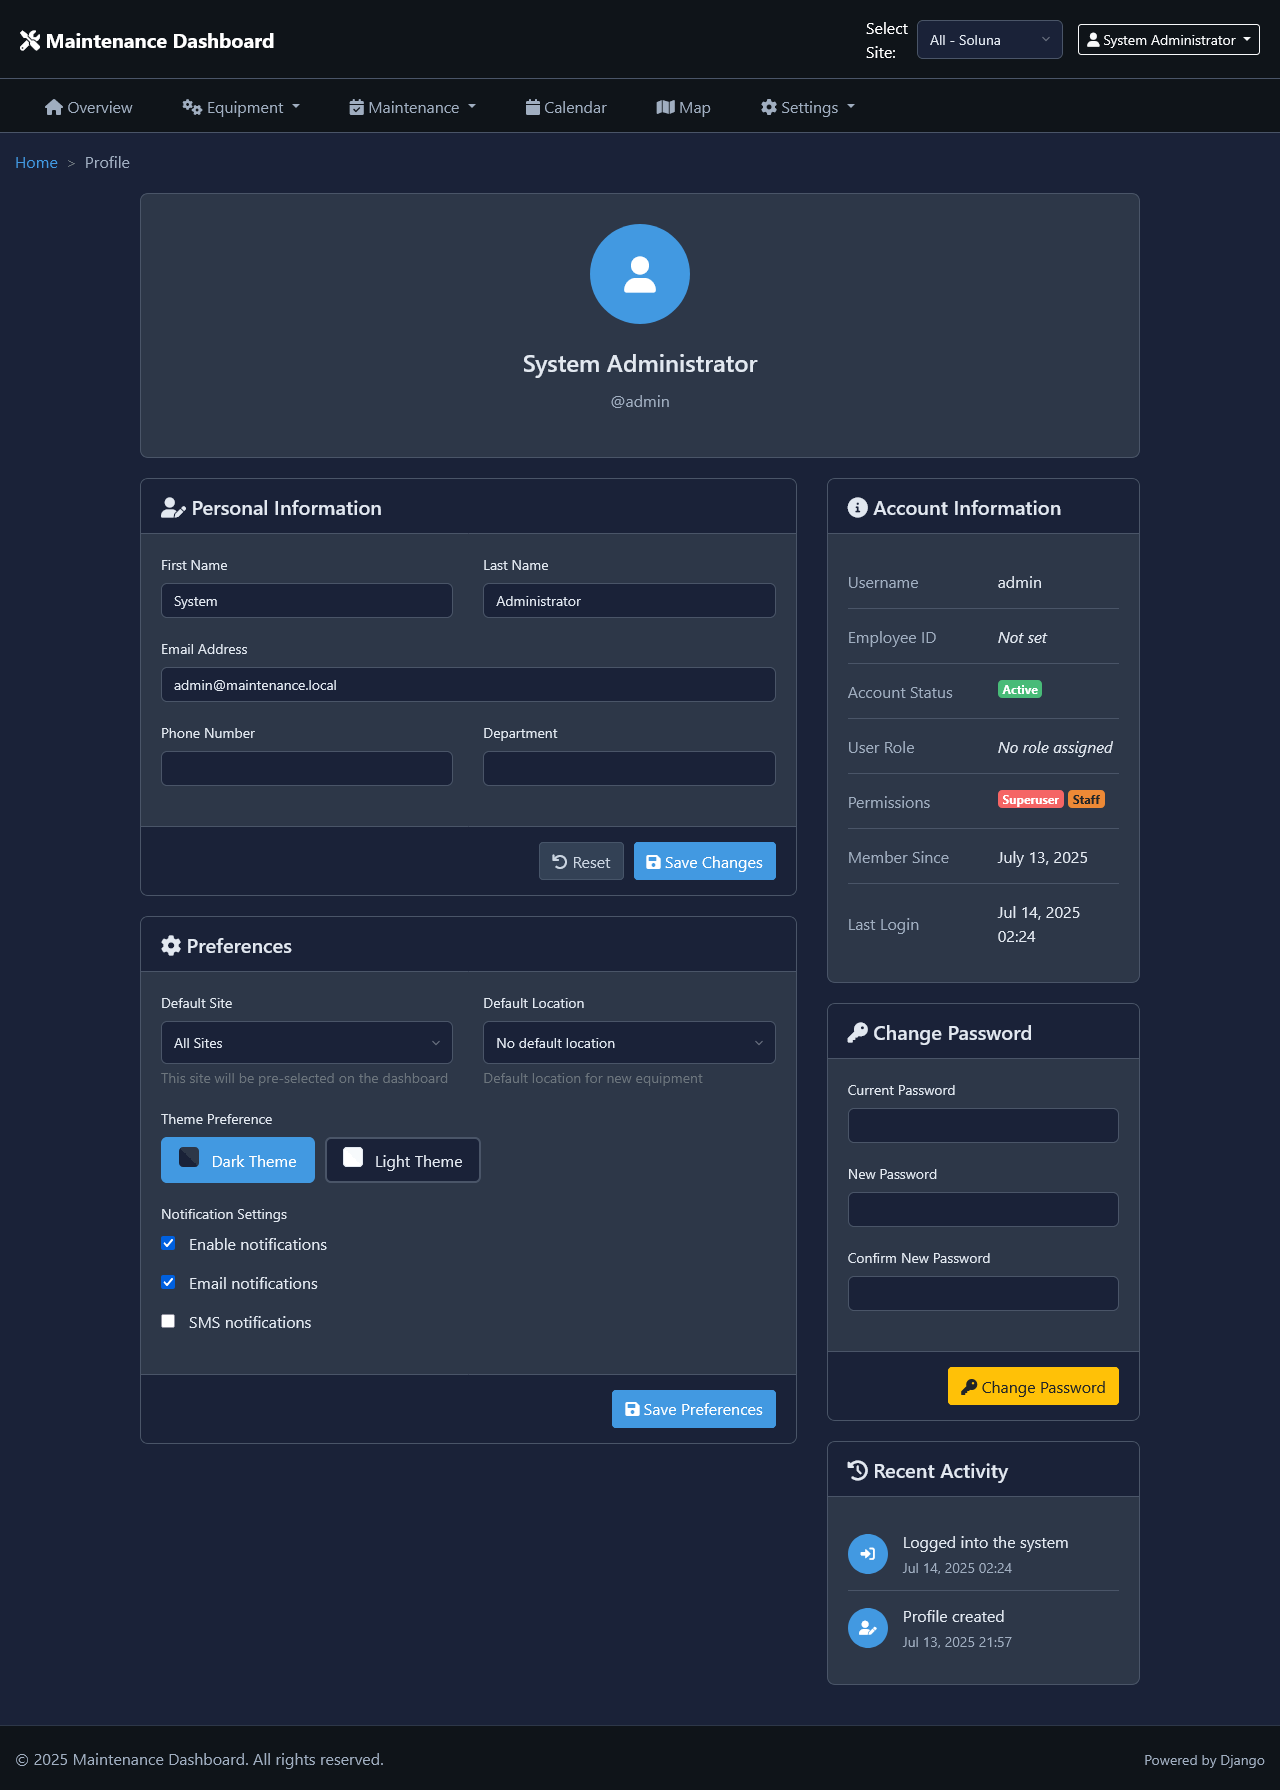 Maintenance Dashboard
Select Site:
All - Soluna
System Administrator
Overview
Equipment
Maintenance
Calendar
Map
Settings
Home > Profile
System Administrator
@admin
Personal Information
First Name
Last Name
System
Administrator
Email Address
admin@maintenance.local
Phone Number
Department
Reset
Save Changes
Preferences
Default Site
Default Location
All Sites
No default location
This site will be pre-selected on the dashboard
Default location for new equipment
Theme Preference
Dark Theme
Light Theme
Notification Settings
Enable notifications
Email notifications
SMS notifications
Save Preferences
Account Information
Username admin
Employee ID Not set
Account Status Active
User Role No role assigned
Permissions Superuser Staff
Member Since July 13, 2025
Last Login Jul 14, 2025
02:24
Change Password
Current Password
New Password
Confirm New Password
Change Password
Recent Activity
Logged into the system
Jul 14, 2025 02:24
Profile created
Jul 13, 2025 21:57
© 2025 Maintenance Dashboard. All rights reserved.
Powered by Django